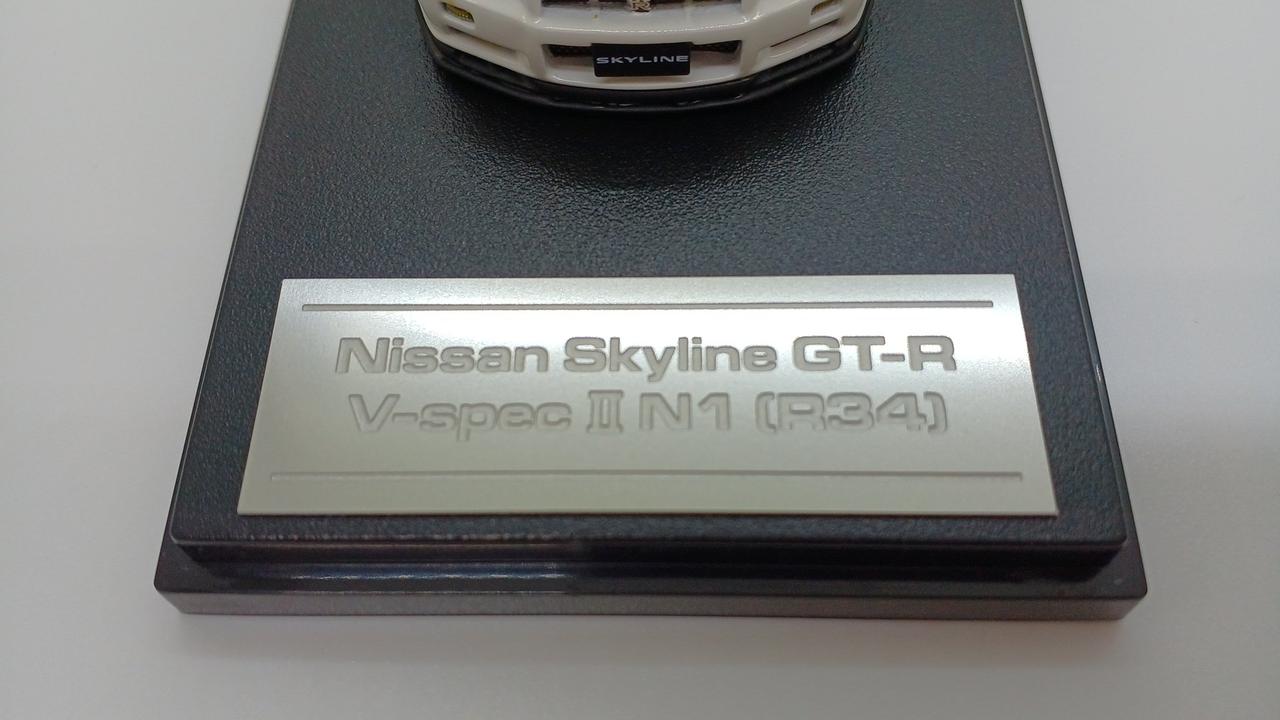 SKYLINE
Nissan Skyline GT-R
V-spec Ⅱ N1 (R34)